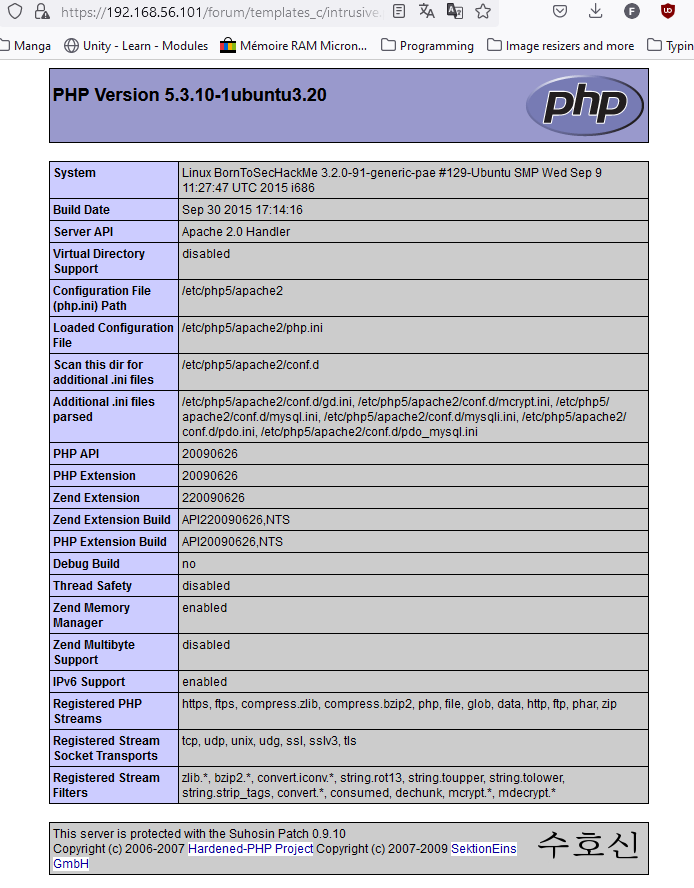 https://192.168.56.101/forum/templates_c/intrusive.
Manga Unity - Learn - Modules Mémoire RAM Micron... Programming Image resizers and more Typin
PHP Version 5.3.10-1ubuntu3.20
php
System Linux BornToSecHackMe 3.2.0-91-generic-pae #129-Ubuntu SMP Wed Sep 9
11:27:47 UTC 2015 i686
Build Date Sep 30 2015 17:14:16
Server API Apache 2.0 Handler
Virtual Directory disabled
Support
Configuration File /etc/php5/apache2
(php.ini) Path
Loaded Configuration /etc/php5/apache2/php.ini
File
Scan this dir for /etc/php5/apache2/conf.d
additional .ini files
Additional .ini files /etc/php5/apache2/conf.d/gd.ini, /etc/php5/apache2/conf.d/mcrypt.ini, /etc/php5/
parsed apache2/conf.d/mysql.ini, /etc/php5/apache2/conf.d/mysqli.ini, /etc/php5/apache2/
conf.d/pdo.ini, /etc/php5/apache2/conf.d/pdo_mysql.ini
PHP API 20090626
PHP Extension 20090626
Zend Extension 220090626
Zend Extension Build API220090626,NTS
PHP Extension Build API20090626,NTS
Debug Build no
Thread Safety disabled
Zend Memory enabled
Manager
Zend Multibyte disabled
Support
IPv6 Support enabled
Registered PHP https, ftps, compress.zlib, compress.bzip2, php, file, glob, data, http, ftp, phar, zip
Streams
Registered Stream tcp, udp, unix, udg, ssl, sslv3, tls
Socket Transports
Registered Stream zlib.*, bzip2.*, convert.iconv.*, string.rot13, string.toupper, string.tolower,
Filters string.strip_tags, convert.*, consumed, dechunk, mcrypt.*, mdecrypt.*
This server is protected with the Suhosin Patch 0.9.10
Copyright (c) 2006-2007 Hardened-PHP Project Copyright (c) 2007-2009 SektionEins
GmbH
수호신